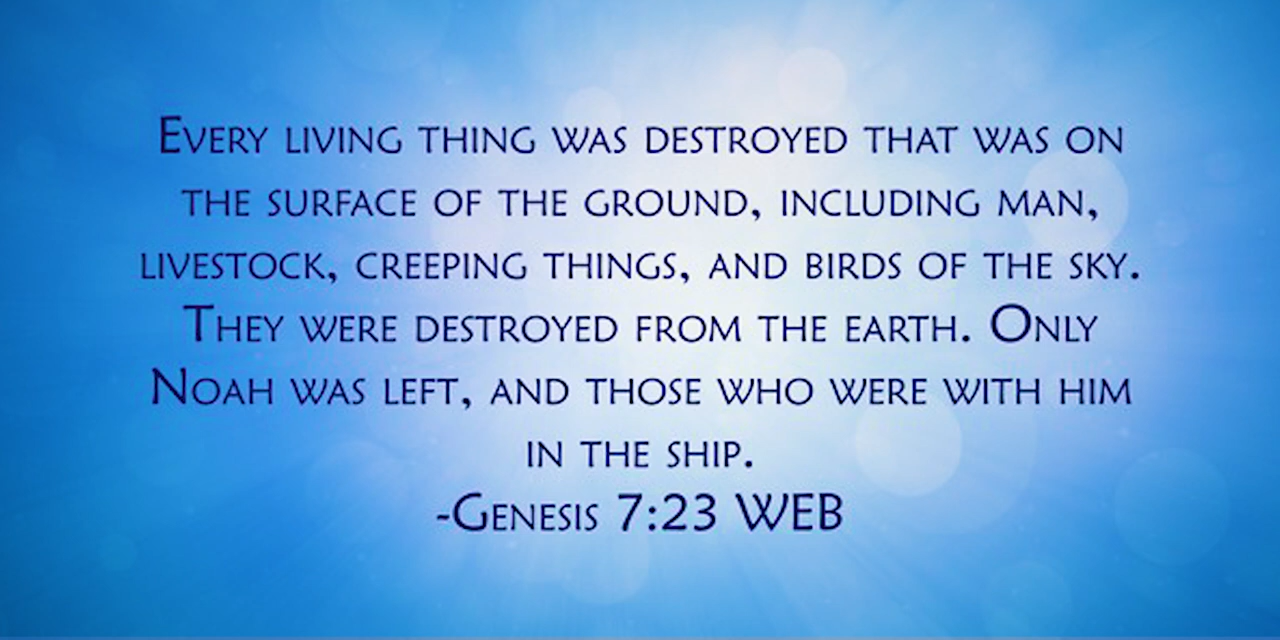 Every living thing was destroyed that was on
the surface of the ground, including man,
livestock, creeping things, and birds of the sky.
They were destroyed from the earth. Only
Noah was left, and those who were with him
in the ship.
-Genesis 7:23 WEB